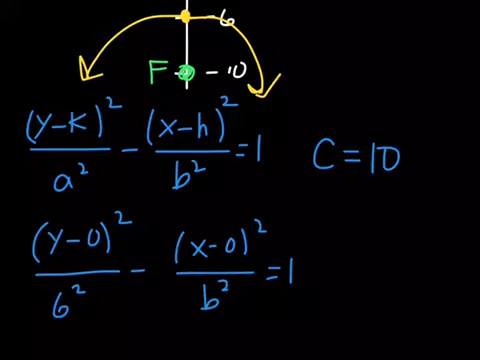 -6
F -10
(y-k)²/a² - (x-h)²/b² = 1
C = 10
(y-0)²/6² - (x-0)²/b² = 1